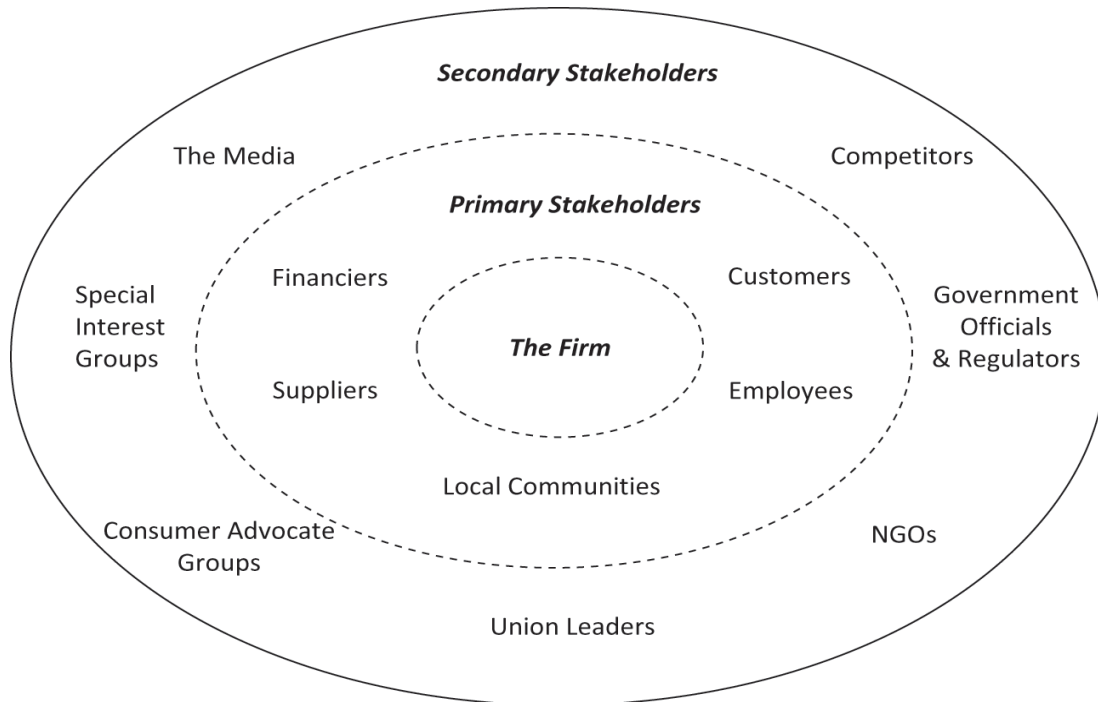 Secondary Stakeholders
The Media
Competitors
Primary Stakeholders
Financiers
Customers
Special
Interest
Groups
Government
Officials
& Regulators
The Firm
Suppliers
Employees
Local Communities
Consumer Advocate
Groups
NGOs
Union Leaders